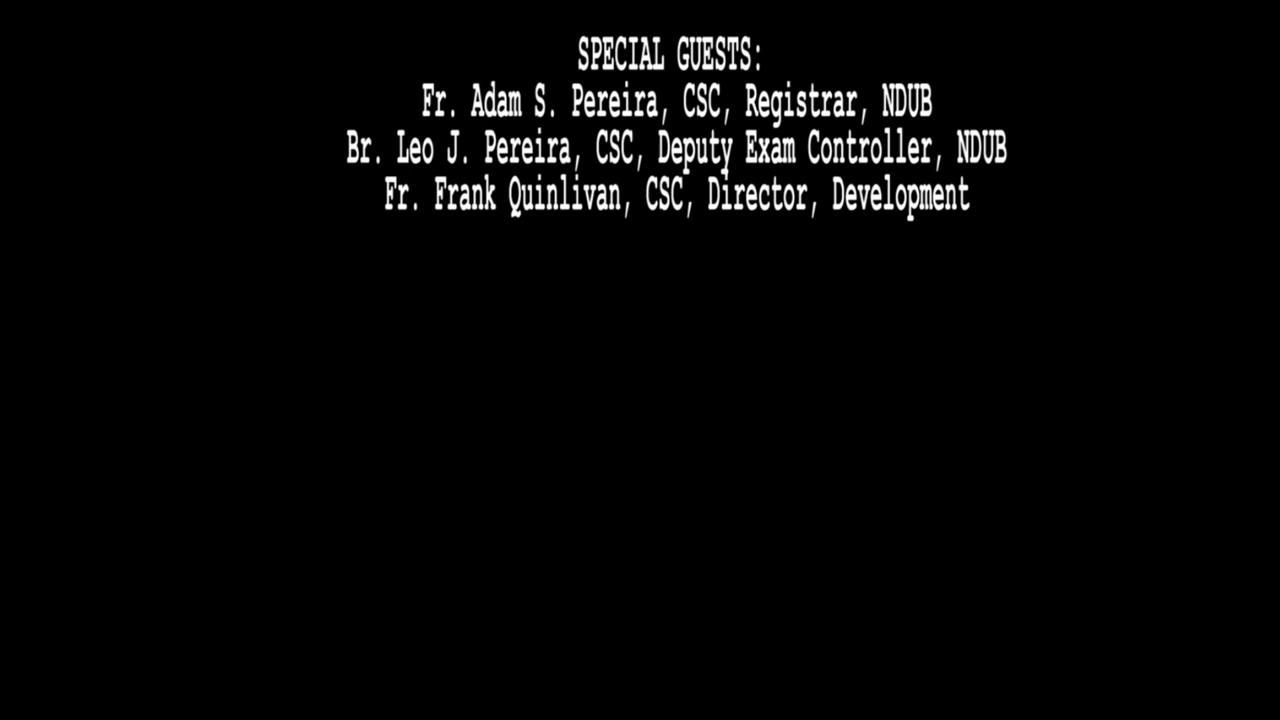 SPECIAL GUESTS:
Fr. Adam S. Pereira, CSC, Registrar, NDUB
Br. Leo J. Pereira, CSC, Deputy Exam Controller, NDUB
Fr. Frank Quinlivan, CSC, Director, Development